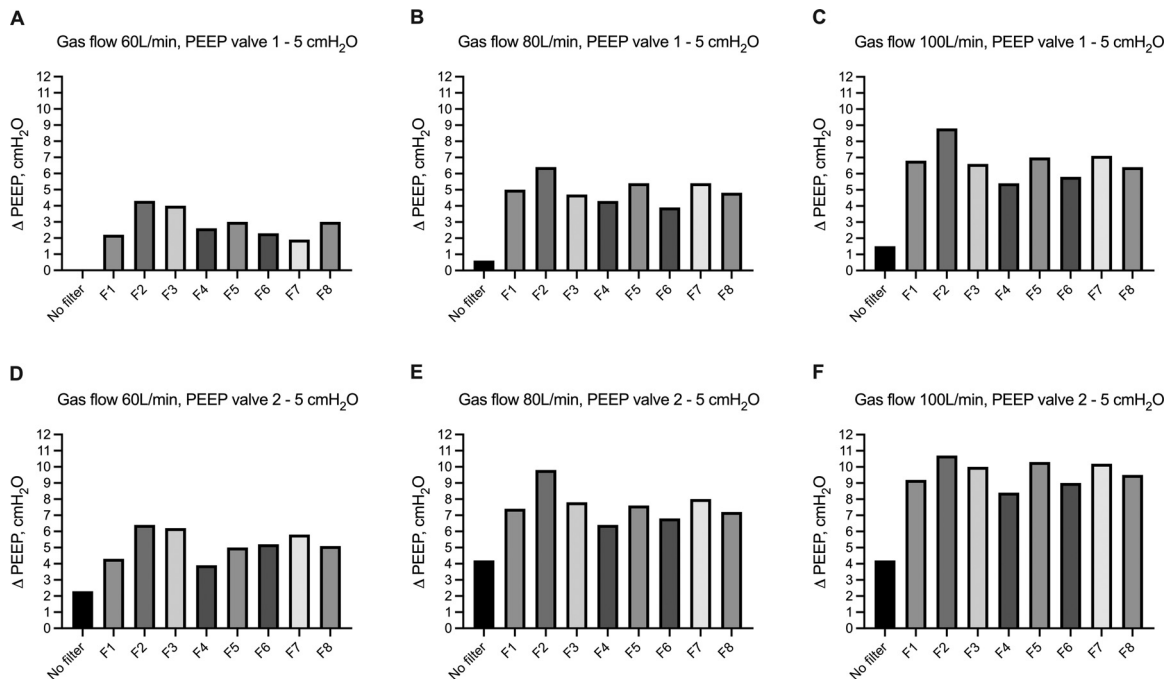 A
Gas flow 60L/min, PEEP valve 1 - 5 cmH₂O
Δ PEEP, cmH₂O
12
11
10
9
8
7
6
5
4
3
2
1
0
No filter
F1
F2
F3
F4
F5
F6
F7
F8
B
Gas flow 80L/min, PEEP valve 1 - 5 cmH₂O
Δ PEEP, cmH₂O
12
11
10
9
8
7
6
5
4
3
2
1
0
No filter
F1
F2
F3
F4
F5
F6
F7
F8
C
Gas flow 100L/min, PEEP valve 1 - 5 cmH₂O
Δ PEEP, cmH₂O
12
11
10
9
8
7
6
5
4
3
2
1
0
No filter
F1
F2
F3
F4
F5
F6
F7
F8
D
Gas flow 60L/min, PEEP valve 2 - 5 cmH₂O
Δ PEEP, cmH₂O
12
11
10
9
8
7
6
5
4
3
2
1
0
No filter
F1
F2
F3
F4
F5
F6
F7
F8
E
Gas flow 80L/min, PEEP valve 2 - 5 cmH₂O
Δ PEEP, cmH₂O
12
11
10
9
8
7
6
5
4
3
2
1
0
No filter
F1
F2
F3
F4
F5
F6
F7
F8
F
Gas flow 100L/min, PEEP valve 2 - 5 cmH₂O
Δ PEEP, cmH₂O
12
11
10
9
8
7
6
5
4
3
2
1
0
No filter
F1
F2
F3
F4
F5
F6
F7
F8